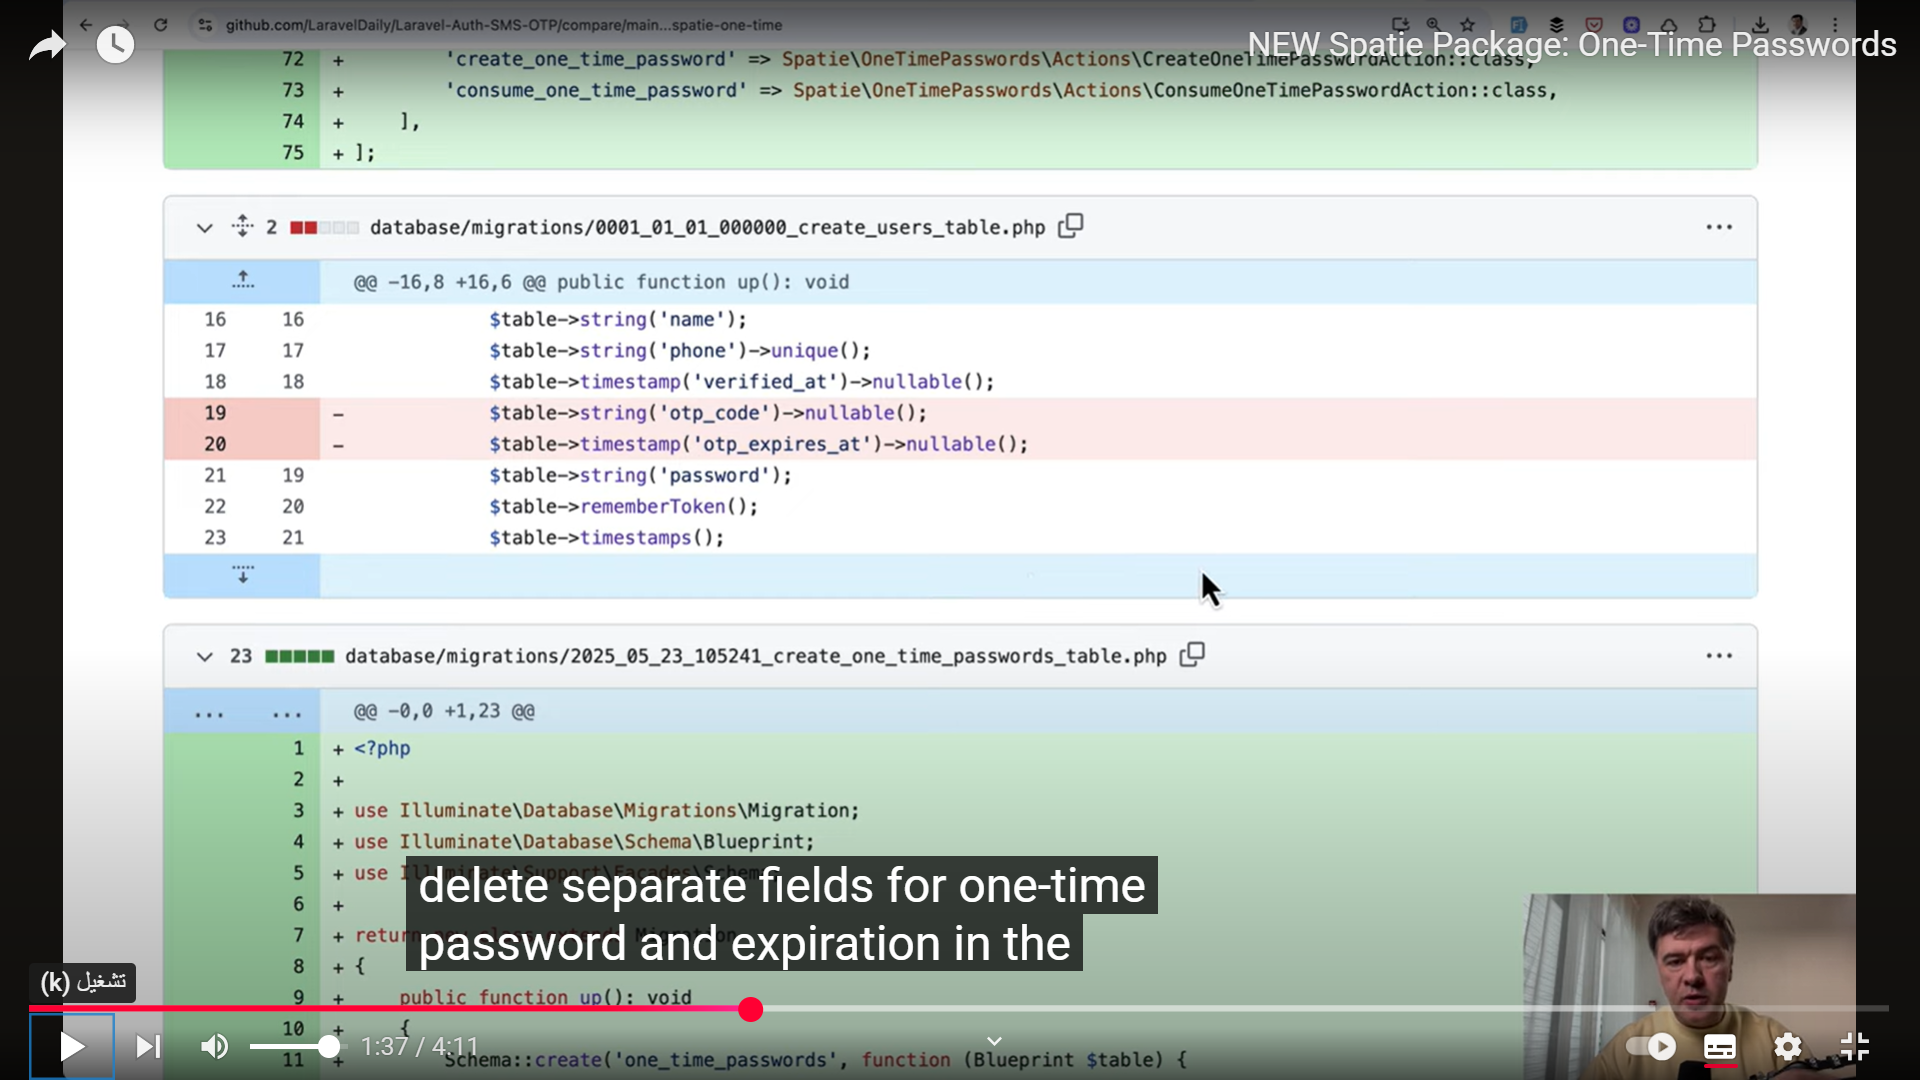 github.com/LaravelDaily/Laravel-Auth-SMS-OTP/compare/main...spatie-one-time
NEW Spatie Package: One-Time Passwords
72 + 'create_one_time_password' => Spatie\OneTimePasswords\Actions\CreateOneTimePasswordAction::class,
73 + 'consume_one_time_password' => Spatie\OneTimePasswords\Actions\ConsumeOneTimePasswordAction::class,
74 + ],
75 + ];
2 database/migrations/0001_01_01_000000_create_users_table.php
@@ -16,8 +16,6 @@ public function up(): void
16 16 $table->string('name');
17 17 $table->string('phone')->unique();
18 18 $table->timestamp('verified_at')->nullable();
19 - $table->string('otp_code')->nullable();
20 - $table->timestamp('otp_expires_at')->nullable();
21 19 $table->string('password');
22 20 $table->rememberToken();
23 21 $table->timestamps();
23 database/migrations/2025_05_23_105241_create_one_time_passwords_table.php
... ... @@ -0,0 +1,23 @@
1 + <?php
2 +
3 + use Illuminate\Database\Migrations\Migration;
4 + use Illuminate\Database\Schema\Blueprint;
5 + use
delete separate fields for one-time
6 +
7 + return
password and expiration in the
8 + {
9 + public function up(): void
10 + {
11 Schema::create('one_time_passwords', function (Blueprint $table) {
تشغيل (k)
1:37 / 4:11